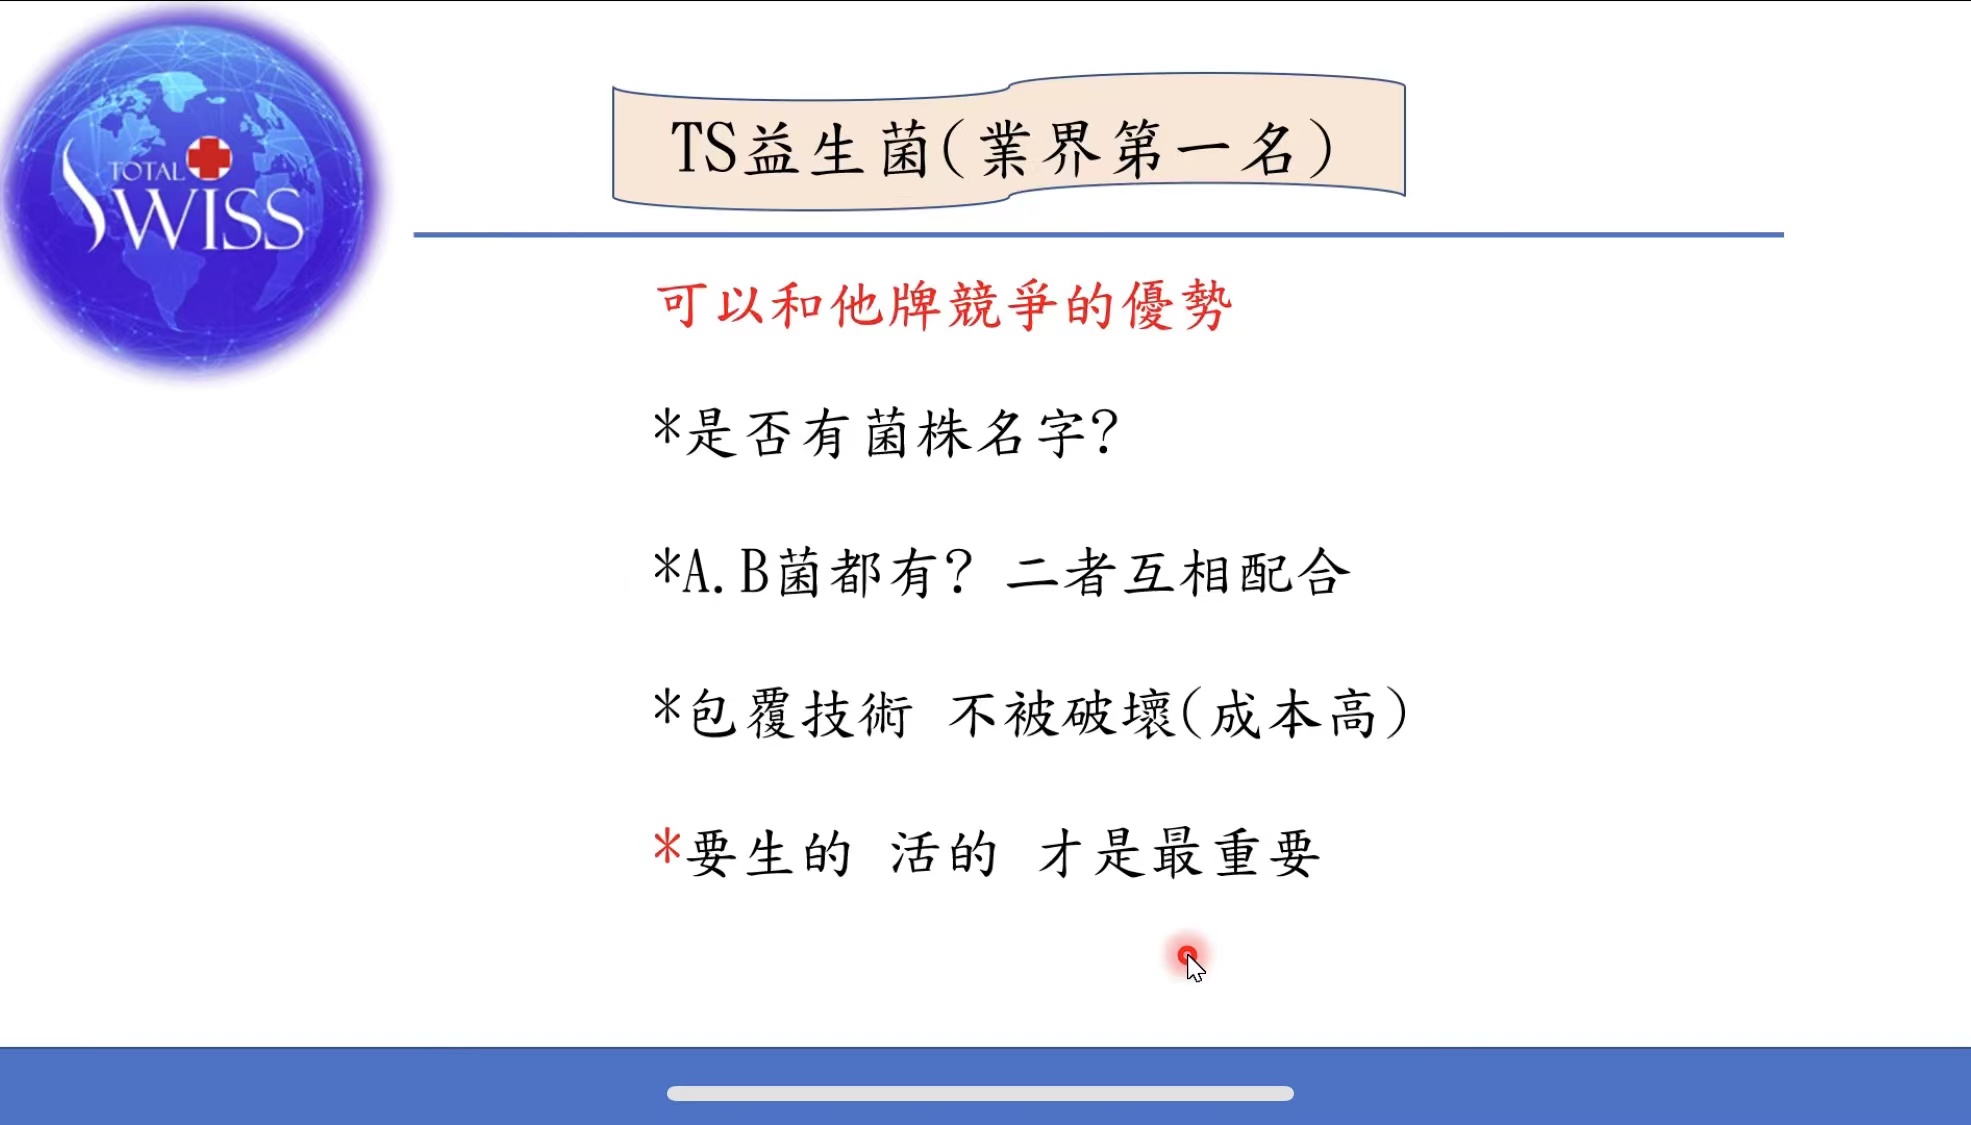 TOTAL
SWISS
TS益生菌(業界第一名)
可以和他牌競爭的優勢
*是否有菌株名字?
*A.B菌都有? 二者互相配合
*包覆技術 不被破壞(成本高)
*要生的 活的 才是最重要